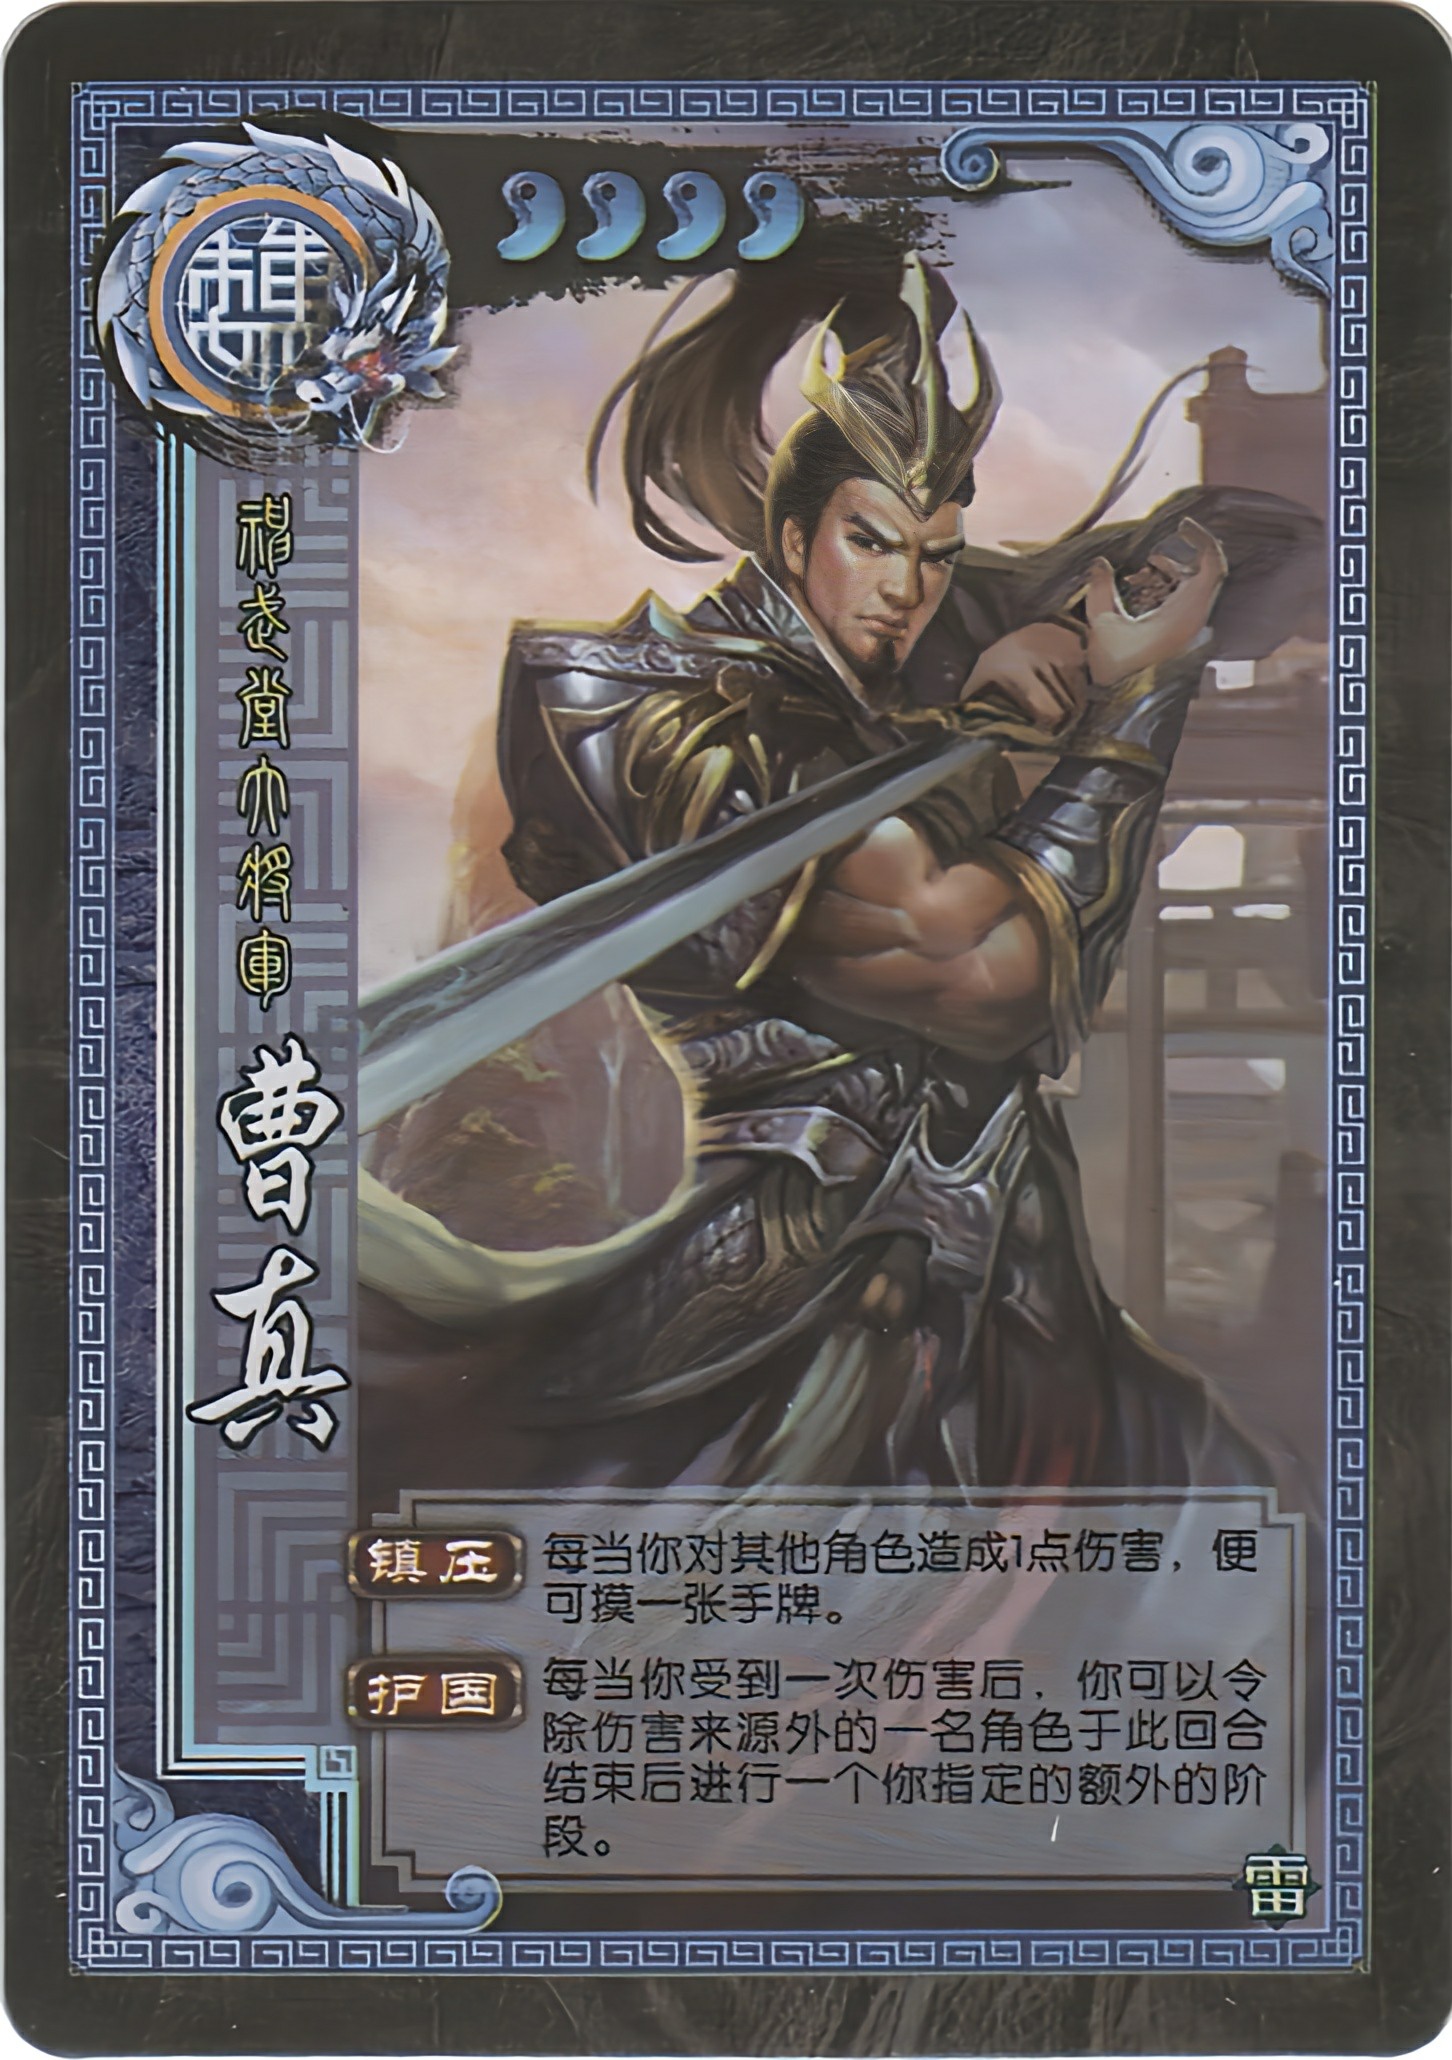 魏
神武堂大將軍
曹真
镇压
每当你对其他角色造成1点伤害，便
可摸一张手牌。
护国
每当你受到一次伤害后，你可以令
除伤害来源外的一名角色于此回合
结束后进行一个你指定的额外的阶
段。
雷